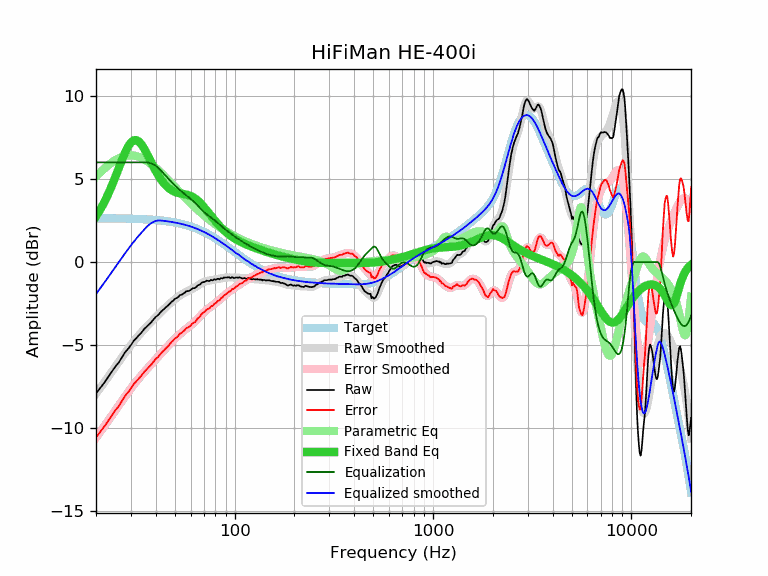 HiFiMan HE-400i
Amplitude (dBr)
10
5
0
−5
−10
−15
100
1000
10000
Frequency (Hz)
Target
Raw Smoothed
Error Smoothed
Raw
Error
Parametric Eq
Fixed Band Eq
Equalization
Equalized smoothed